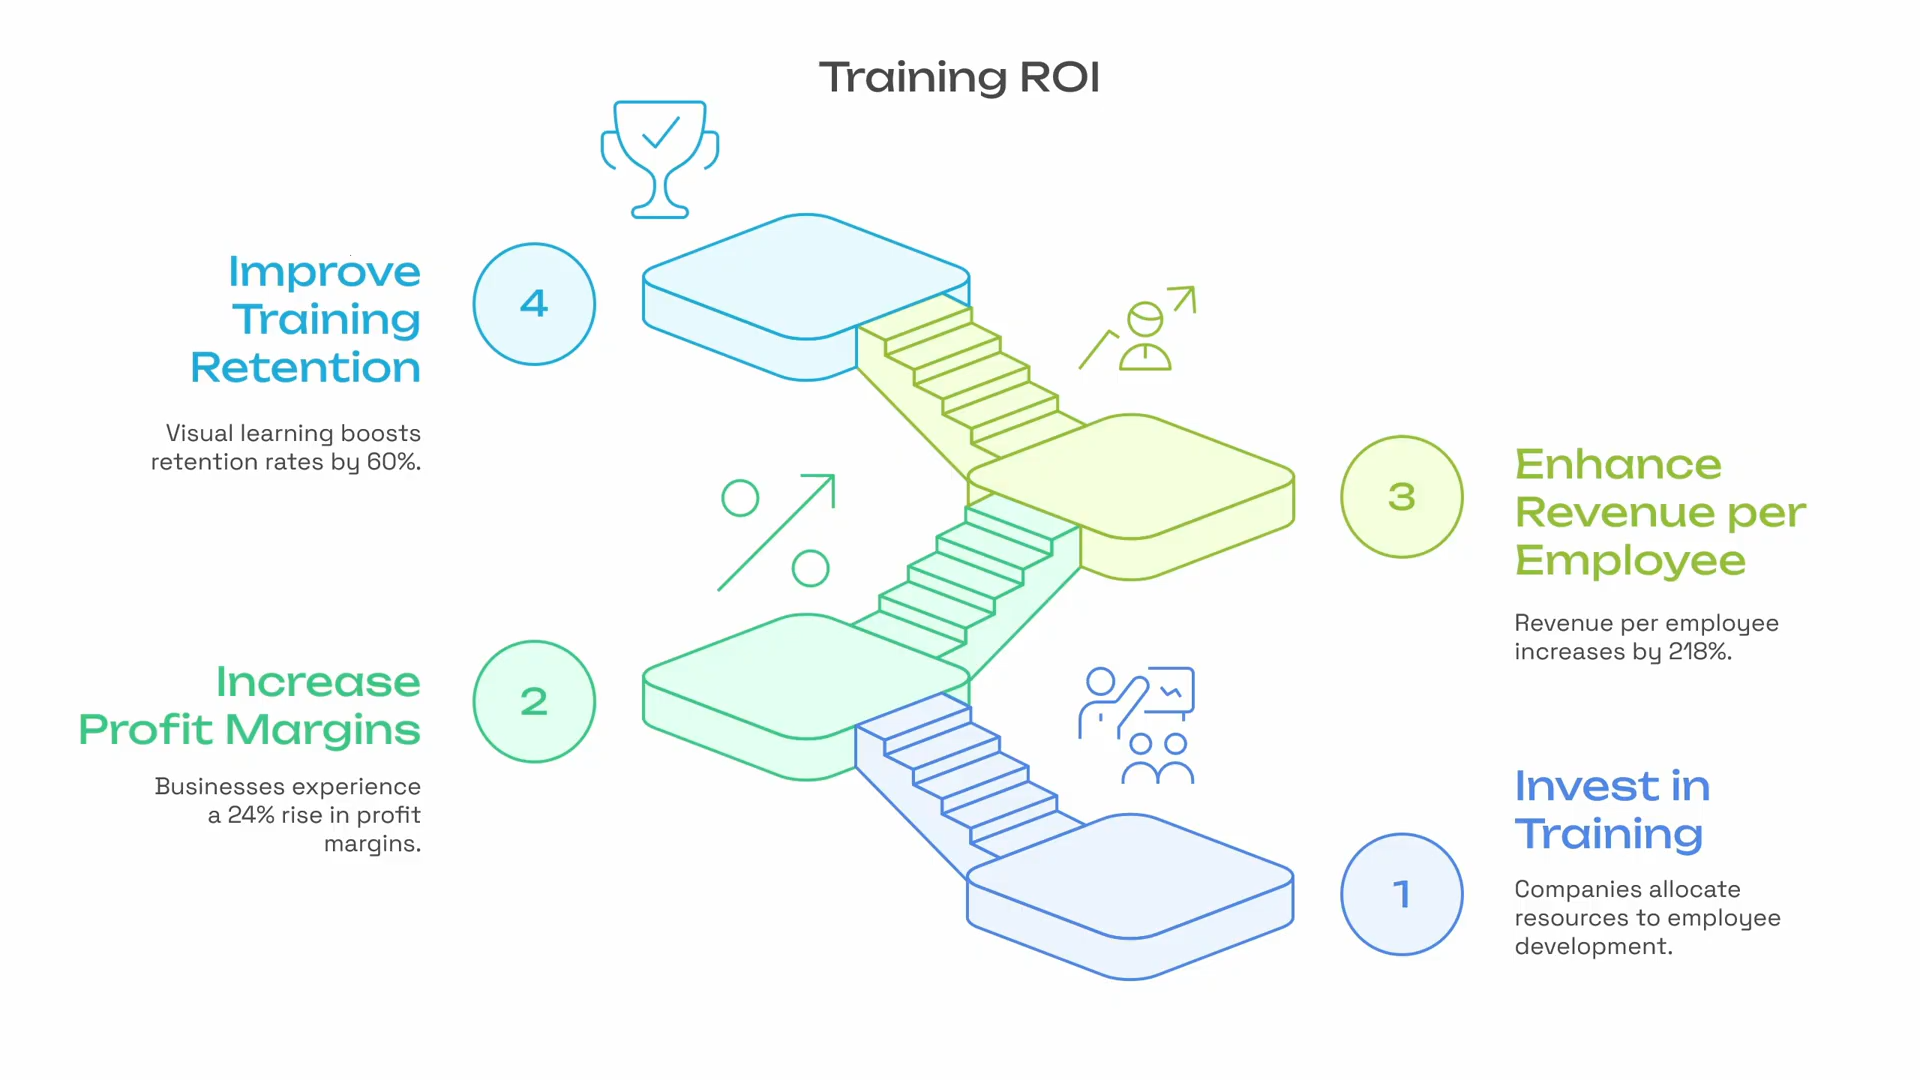 Training ROI
4
Improve
Training
Retention
Visual learning boosts
retention rates by 60%.
3
Enhance
Revenue per
Employee
Revenue per employee
increases by 218%.
2
Increase
Profit Margins
Businesses experience
a 24% rise in profit
margins.
1
Invest in
Training
Companies allocate
resources to employee
development.